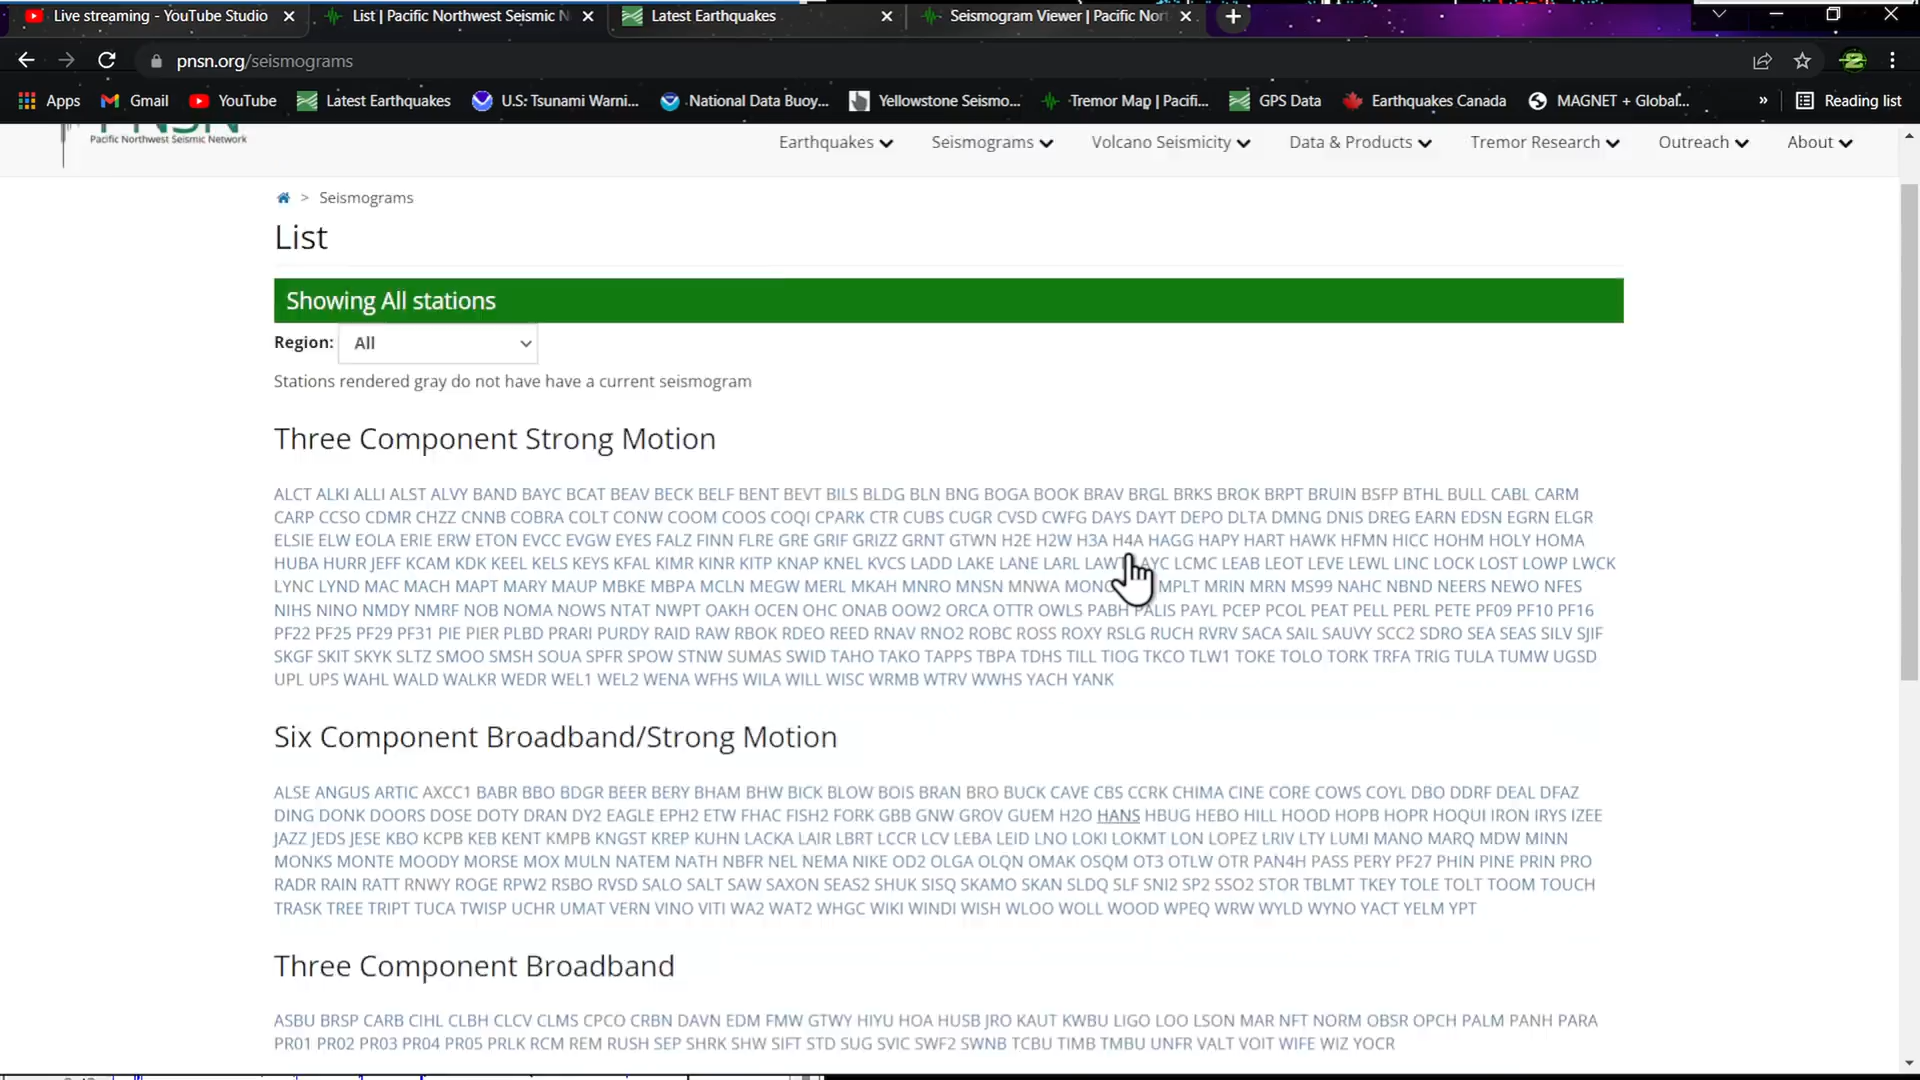 Live streaming - YouTube Studio
List | Pacific Northwest Seismic N
Latest Earthquakes
Seismogram Viewer | Pacific Nort
pnsn.org/seismograms
Apps
Gmail
YouTube
Latest Earthquakes
U.S. Tsunami Warni...
National Data Buoy...
Yellowstone Seismo...
Tremor Map | Pacifi...
GPS Data
Earthquakes Canada
MAGNET + Global...
»
Reading list
Pacific Northwest Seismic Network
Earthquakes
Seismograms
Volcano Seismicity
Data & Products
Tremor Research
Outreach
About
> Seismograms
List
Showing All stations
Region: All
Stations rendered gray do not have have a current seismogram
Three Component Strong Motion
ALCT ALKI ALLI ALST ALVY BAND BAYC BCAT BEAV BECK BELF BENT BEVT BILS BLDG BLN BNG BOGA BOOK BRAV BRGL BRKS BROK BRPT BRUIN BSFP BTHL BULL CABL CARM
CARP CCSO CDMR CHZZ CNNB COBRA COLT CONW COOM COOS COQI CPARK CTR CUBS CUGR CVSD CWFG DAYS DAYT DEPO DLTA DMNG DNIS DREG EARN EDSN EGRN ELGR
ELSIE ELW EOLA ERIE ERW ETON EVCC EVGW EYES FALZ FINN FLRE GRE GRIF GRIZZ GRNT GTWN H2E H2W H3A H4A HAGG HAPY HART HAWK HFMN HICC HOHM HOLY HOMA
HUBA HURR JEFF KCAM KDK KEEL KELS KEYS KFAL KIMR KINR KITP KNAP KNEL KVCS LADD LAKE LANE LARL LAWT LAYC LCMC LEAB LEOT LEVE LEWL LINC LOCK LOST LOWP LWCK
LYNC LYND MAC MACH MAPT MARY MAUP MBKE MBPA MCLN MEGW MERL MKAH MNRO MNSN MNWA MPLT MRIN MRN MS99 NAHC NBND NEERS NEWO NFES
NIHS NINO NMDY NMRF NOB NOMA NOWS NTAT NWPT OAKH OCEN OHC ONAB OOW2 ORCA OTTR OWLS PABH PALIS PAYL PCEP PCOL PEAT PELL PERL PETE PF09 PF10 PF16
PF22 PF25 PF29 PF31 PIE PIER PLBD PRARI PURDY RAID RAW RBOK RDEO REED RNAV RNO2 ROBC ROSS ROXY RSLG RUCH RVRV SACA SAIL SAUVY SCC2 SDRO SEA SEAS SILV SJIF
SKGF SKIT SKYK SLTZ SMOO SMSH SOUA SPFR SPOW STNW SUMAS SWID TAHO TAKO TAPPS TBPA TDHS TILL TIOG TKCO TLW1 TOKE TOLO TORK TRFA TRIG TULA TUMW UGSD
UPL UPS WAHL WALD WALKR WEDR WEL1 WEL2 WENA WFHS WILA WILL WISC WRMB WTRV WWHS YACH YANK
Six Component Broadband/Strong Motion
ALSE ANGUS ARTIC AXCC1 BABR BBO BDGR BEER BERY BHAM BHW BICK BLOW BOIS BRAN BRO BUCK CAVE CBS CCRK CHIMA CINE CORE COWS COYL DBO DDRF DEAL DFAZ
DING DONK DOORS DOSE DOTY DRAN DY2 EAGLE EPH2 ETW FHAC FISH2 FORK GBB GNW GROV GUEM H2O HANS HBUG HEBO HILL HOOD HOPB HOPR HOQUI IRON IRYS IZEE
JAZZ JEDS JESE KBO KCPB KEB KENT KMPB KNGST KREP KUHN LACKA LAIR LBRT LCCR LCV LEBA LEID LNO LOKI LOKMT LON LOPEZ LRIV LTY LUMI MANO MARQ MDW MINN
MONKS MONTE MOODY MORSE MOX MULN NATEM NATH NBFR NEL NEMA NIKE OD2 OLGA OLQN OMAK OSQM OT3 OTLW OTR PAN4H PASS PERY PF27 PHIN PINE PRIN PRO
RADR RAIN RATT RNWY ROGE RPW2 RSBO RVSD SALO SALT SAW SAXON SEAS2 SHUK SISQ SKAMO SKAN SLDQ SLF SNI2 SP2 SSO2 STOR TBLMT TKEY TOLE TOLT TOOM TOUCH
TRASK TREE TRIPT TUCA TWISP UCHR UMAT VERN VINO VITI WA2 WAT2 WHGC WIKI WINDI WISH WLOO WOLL WOOD WPEQ WRW WYLD WYNO YACT YELM YPT
Three Component Broadband
ASBU BRSP CARB CIHL CLBH CLCV CLMS CPCO CRBN DAVN EDM FMW GTWY HIYU HOA HUSB JRO KAUT KWBU LIGO LOO LSON MAR NFT NORM OBSR OPCH PALM PANH PARA
PR01 PR02 PR03 PR04 PR05 PRLK RCM REM RUSH SEP SHRK SHW SIFT STD SUG SVIC SWF2 SWNB TCBU TIMB TMBU UNFR VALT VOIT WIFE WIZ YOCR